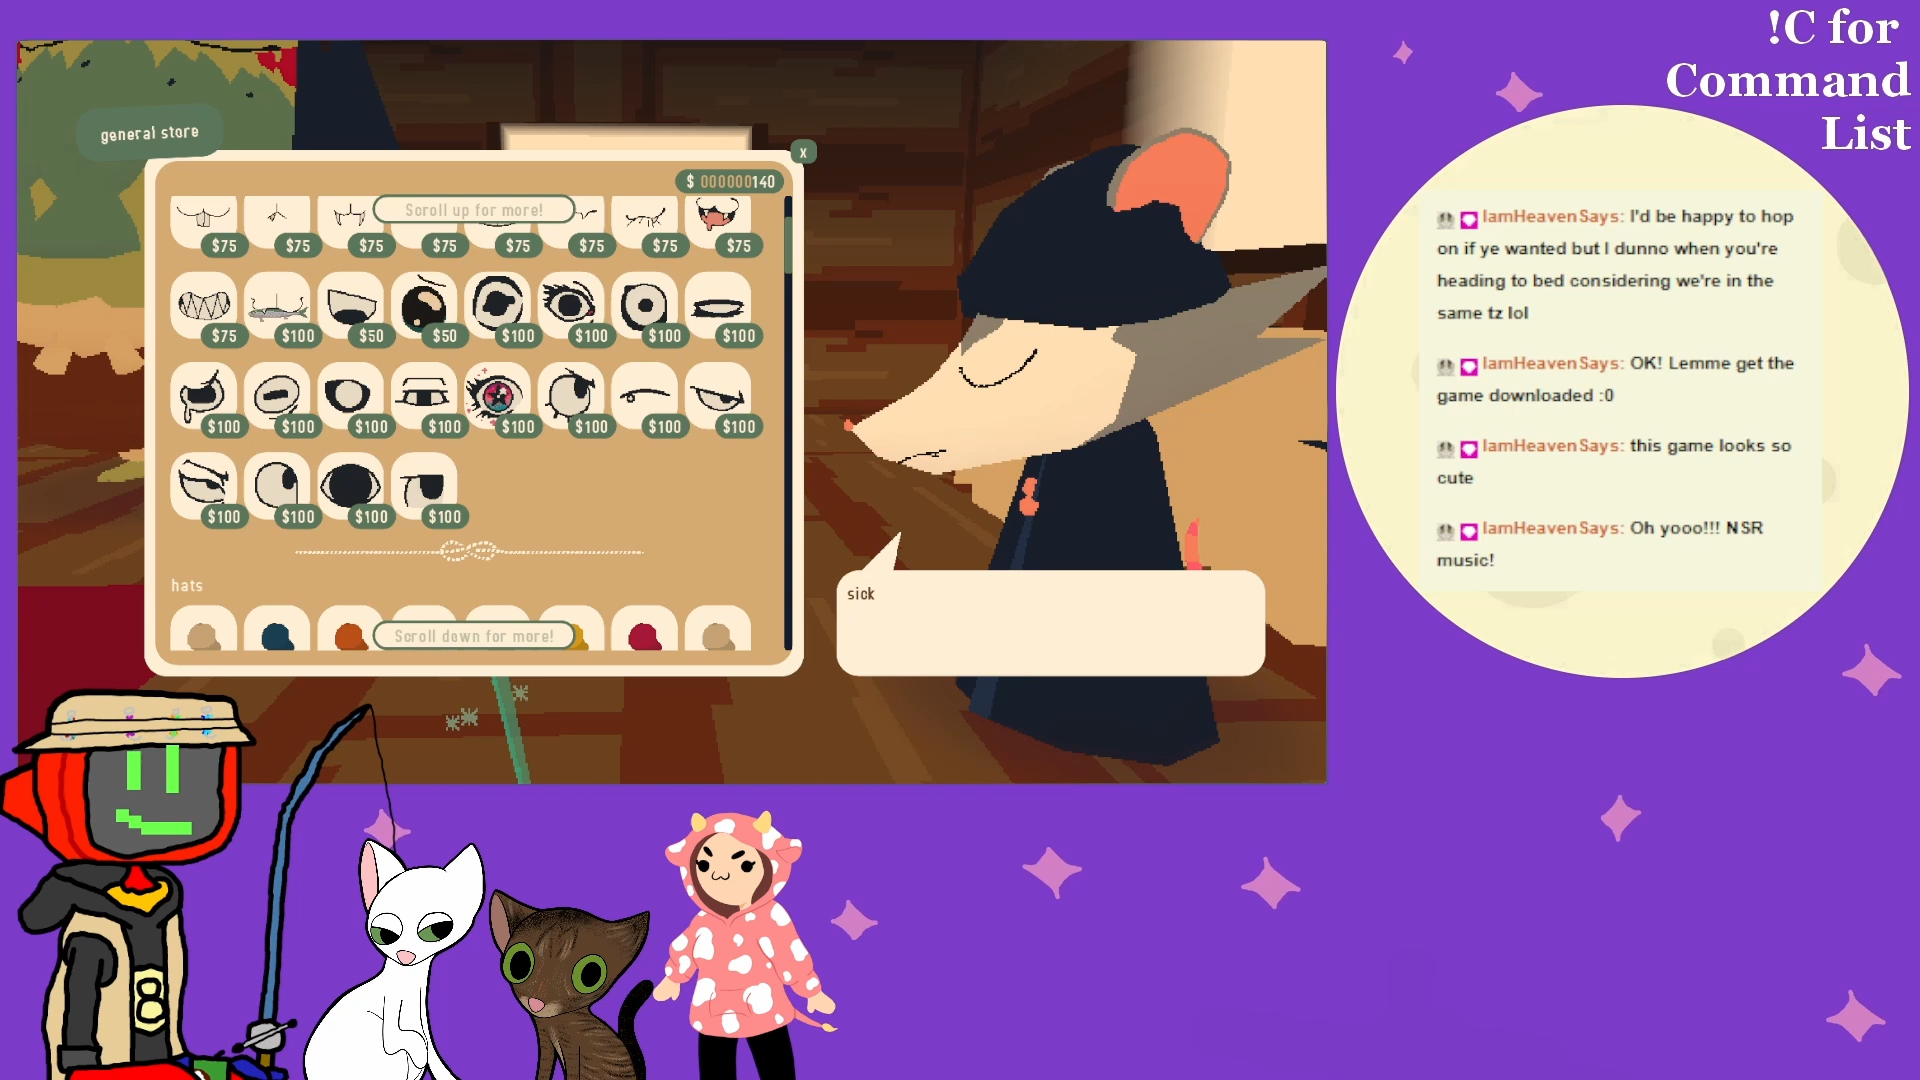 !C for
Command
List
general store
x
$ 000000140
Scroll up for more!
$75 $75 $75 $75 $75 $75 $75 $75
$75 $100 $50 $50 $100 $100 $100 $100
$100 $100 $100 $100 $100 $100 $100 $100
$100 $100 $100 $100
hats
Scroll down for more!
sick
IamHeavenSays: I'd be happy to hop
on if ye wanted but I dunno when you're
heading to bed considering we're in the
same tz lol
IamHeavenSays: OK! Lemme get the
game downloaded :0
IamHeavenSays: this game looks so
cute
IamHeavenSays: Oh yooo!!! NSR
music!
8